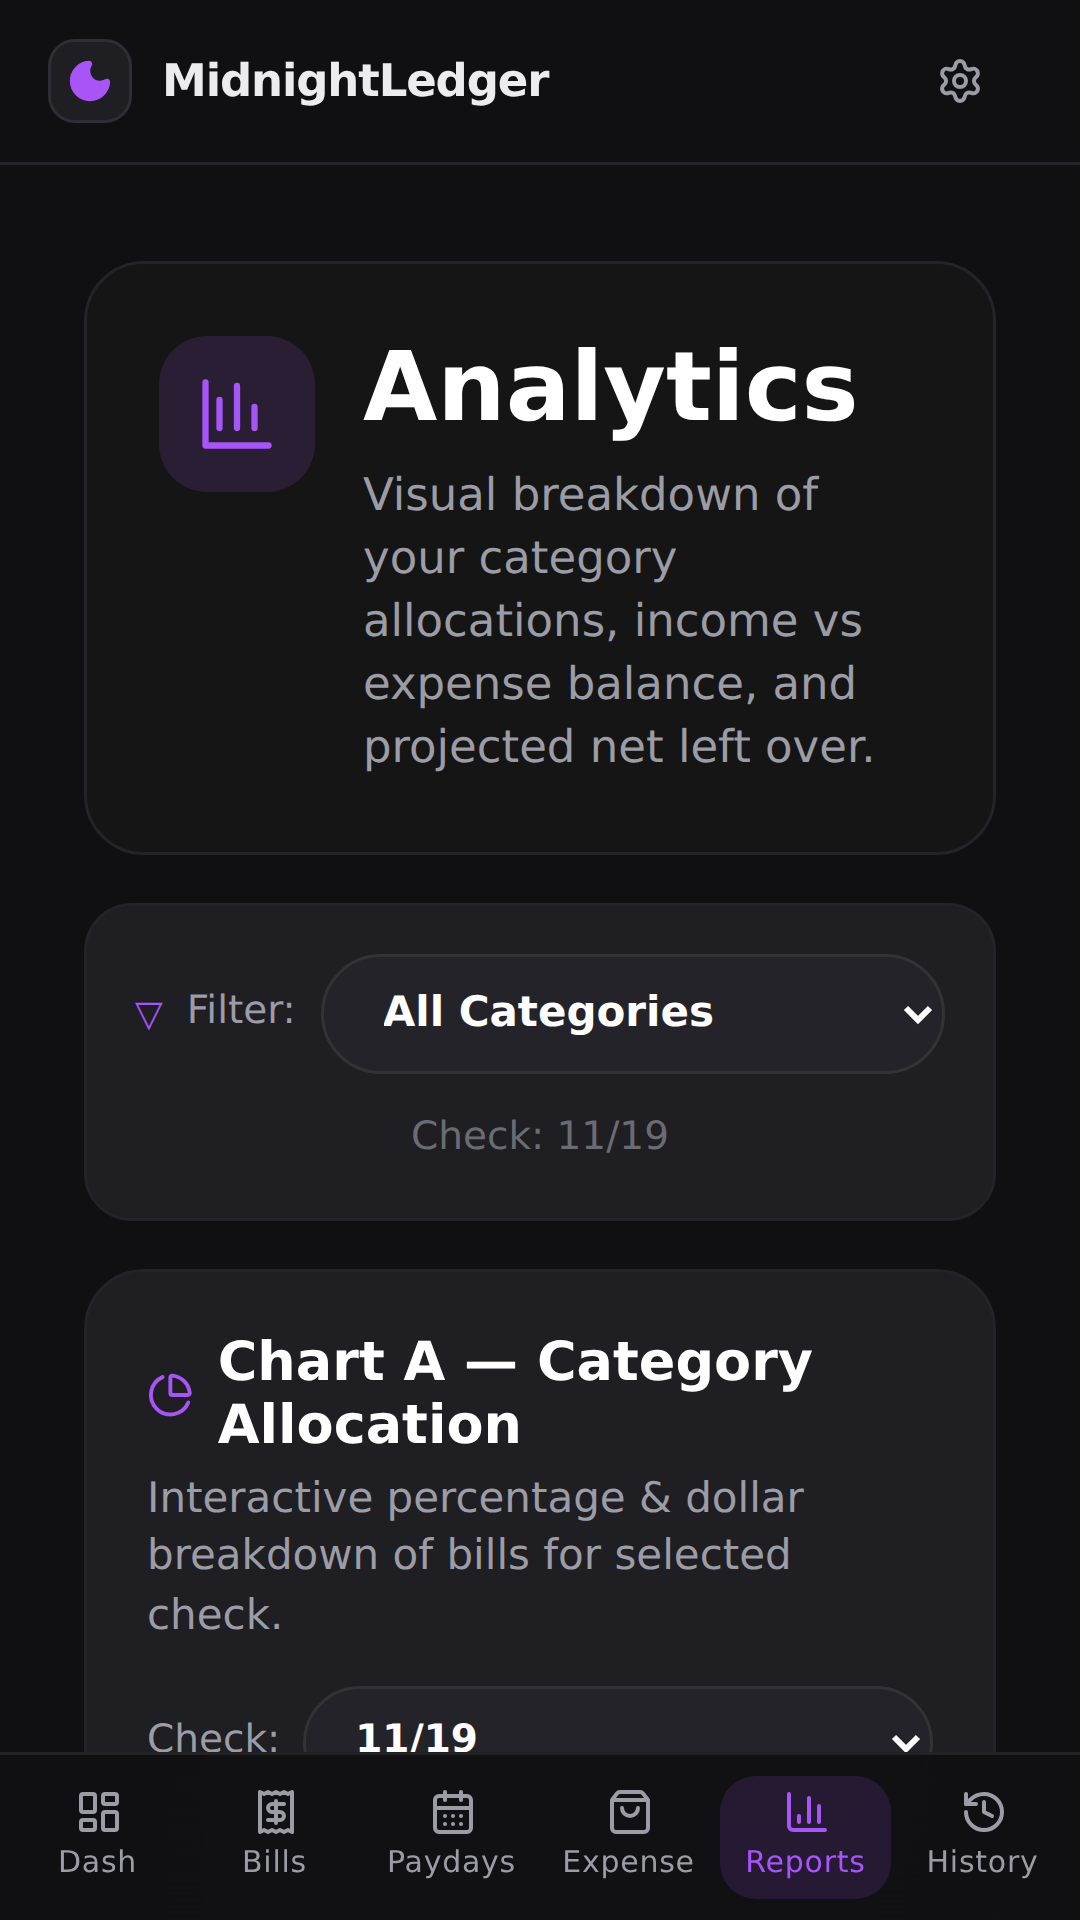 MidnightLedger
Analytics
Visual breakdown of
your category
allocations, income vs
expense balance, and
projected net left over.
Filter:
All Categories
Check: 11/19
Chart A — Category
Allocation
Interactive percentage & dollar
breakdown of bills for selected
check.
Check:
11/19
Dash
Bills
Paydays
Expense
Reports
History